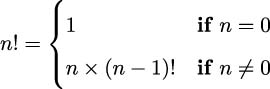 n! = { 1 if n = 0
n × (n − 1)! if n ≠ 0